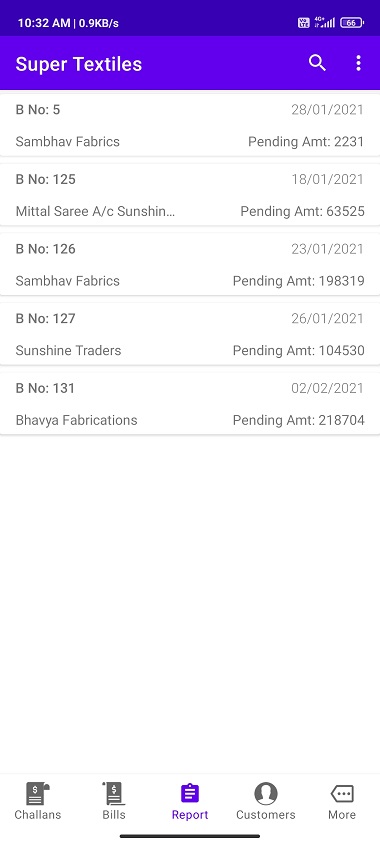 10:32 AM | 0.9KB/s
Vo LTE 4G+ 66
Super Textiles
B No: 5 28/01/2021
Sambhav Fabrics Pending Amt: 2231
B No: 125 18/01/2021
Mittal Saree A/c Sunshin... Pending Amt: 63525
B No: 126 23/01/2021
Sambhav Fabrics Pending Amt: 198319
B No: 127 26/01/2021
Sunshine Traders Pending Amt: 104530
B No: 131 02/02/2021
Bhavya Fabrications Pending Amt: 218704
Challans Bills Report Customers More